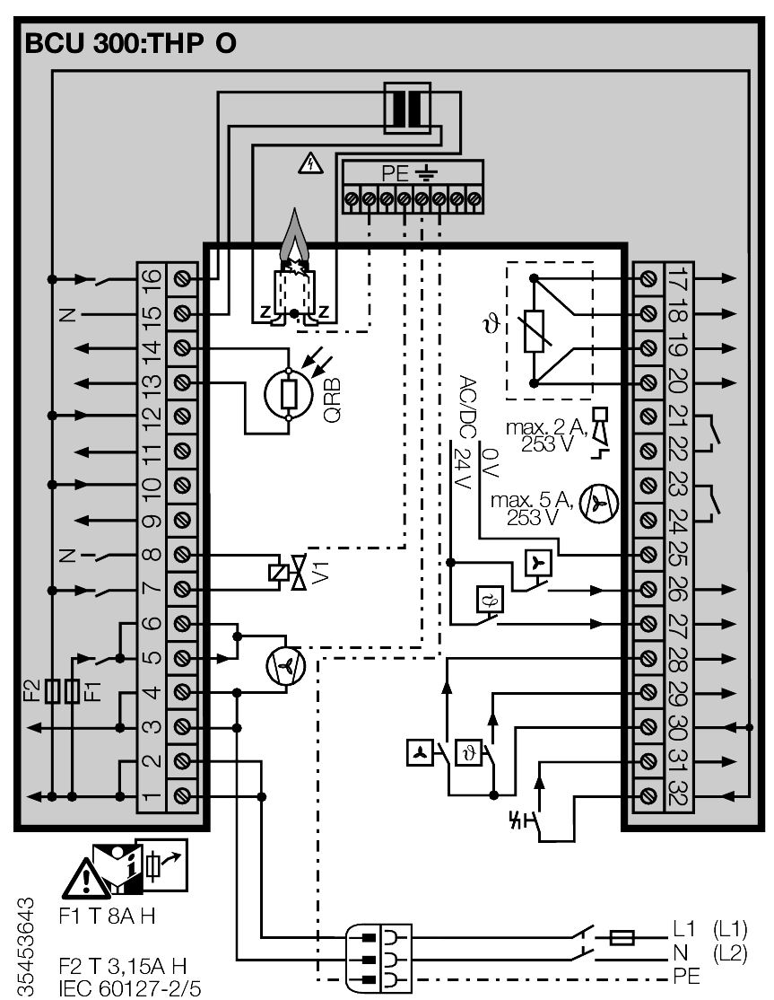 BCU 300:THP O
PE
16
N 15
14
13
12
11
10
9
N 8
7
6
5
4
3
2
1
F2
F1
Z Z
QRB
V1
ϑ
AC/DC
24 V
0 V
max. 2 A,
253 V
max. 5 A,
253 V
ϑ
ϑ
17
18
19
20
21
22
23
24
25
26
27
28
29
30
31
32
i
F1 T 8A H
F2 T 3,15A H
IEC 60127-2/5
35453643
L1 (L1)
N (L2)
PE